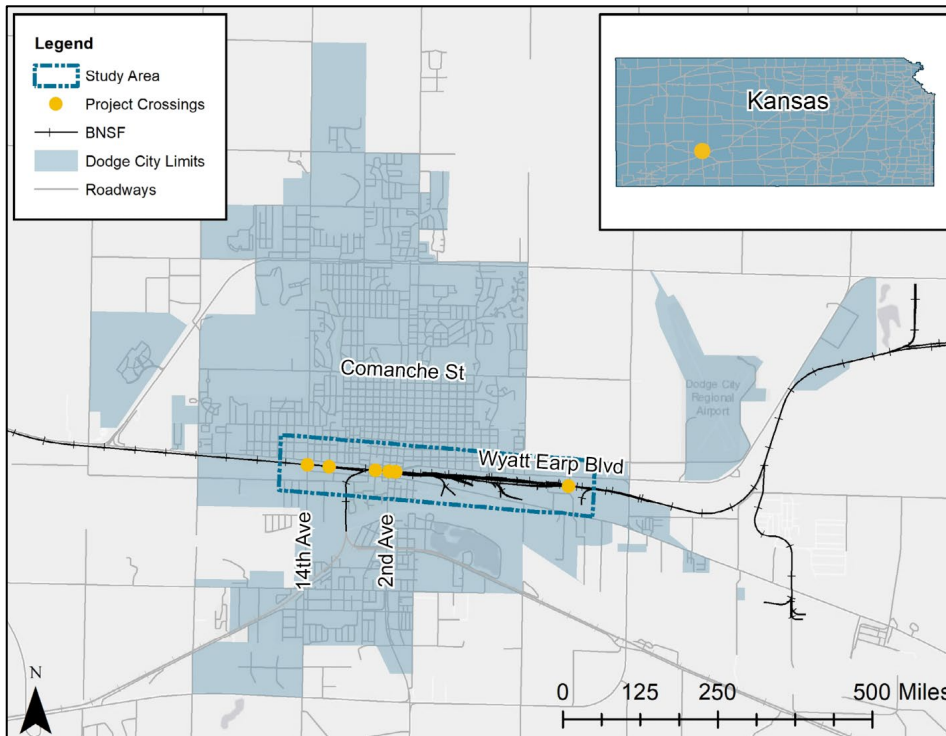 Legend
Study Area
Project Crossings
BNSF
Dodge City Limits
Roadways
Kansas
Comanche St
Dodge City
Regional
Airport
Wyatt Earp Blvd
14th Ave
2nd Ave
N
0 125 250 500 Miles